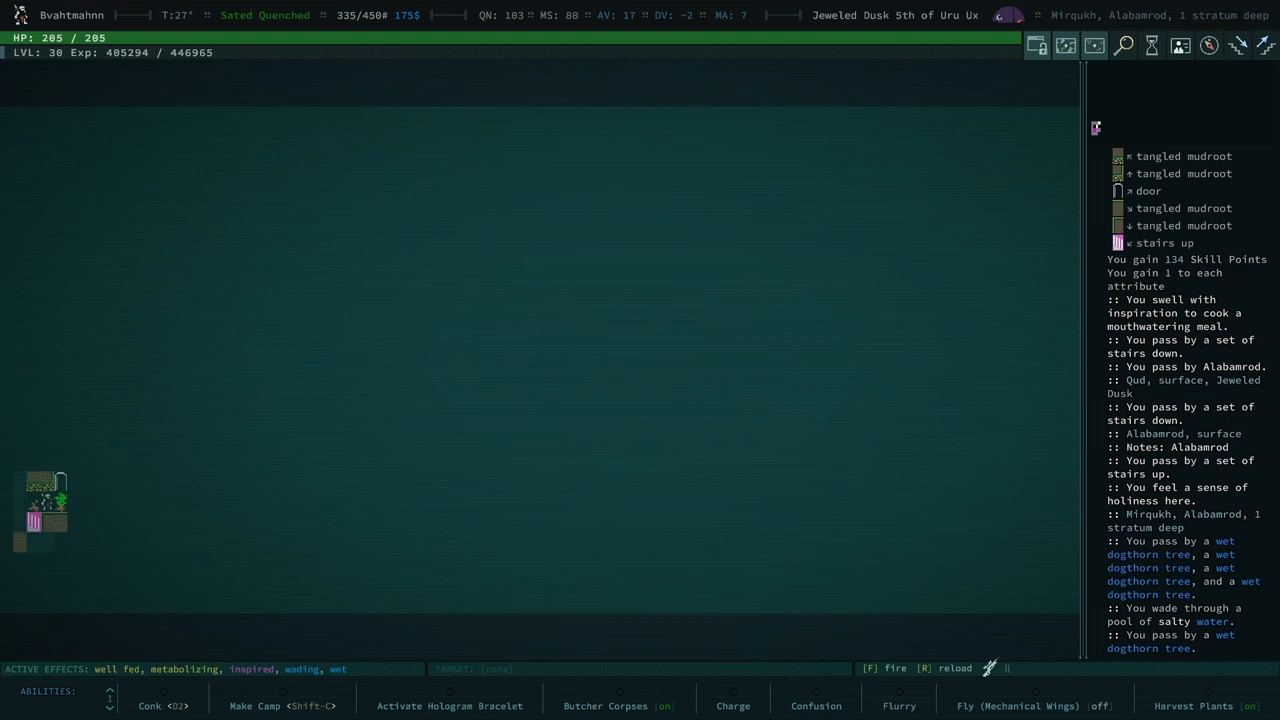 Bvahtmahn T:27° :: Sated Quenched :: 335/450# 175$ QN: 103 :: MS: 80 :: AV: 17 :: DV: -2 :: MA: 7 Jeweled Dusk 5th of Uru Ux :: Mirqukh, Alabamrod, 1 stratum deep
HP: 205 / 205
LVL: 30 Exp: 405294 / 446965
↖ tangled mudroot
↑ tangled mudroot
↗ door
↘ tangled mudroot
↓ tangled mudroot
↙ stairs up
You gain 134 Skill Points
You gain 1 to each
attribute
:: You swell with
inspiration to cook a
mouthwatering meal.
:: You pass by a set of
stairs down.
:: You pass by Alabamrod.
:: Qud, surface, Jeweled
Dusk
:: You pass by a set of
stairs down.
:: Alabamrod, surface
:: Notes: Alabamrod
:: You pass by a set of
stairs up.
:: You feel a sense of
holiness here.
:: Mirqukh, Alabamrod, 1
stratum deep
:: You pass by a wet
dogthorn tree, a wet
dogthorn tree, a wet
dogthorn tree, and a wet
dogthorn tree.
:: You wade through a
pool of salty water.
:: You pass by a wet
dogthorn tree.
ACTIVE EFFECTS: well fed, metabolizing, inspired, wading, wet
TARGET: [none]
[F] fire [R] reload
ABILITIES:
1
Conk <D2>
Make Camp <Shift-C>
Activate Hologram Bracelet
Butcher Corpses [on]
Charge
Confusion
Flurry
Fly (Mechanical Wings) [off]
Harvest Plants [on]